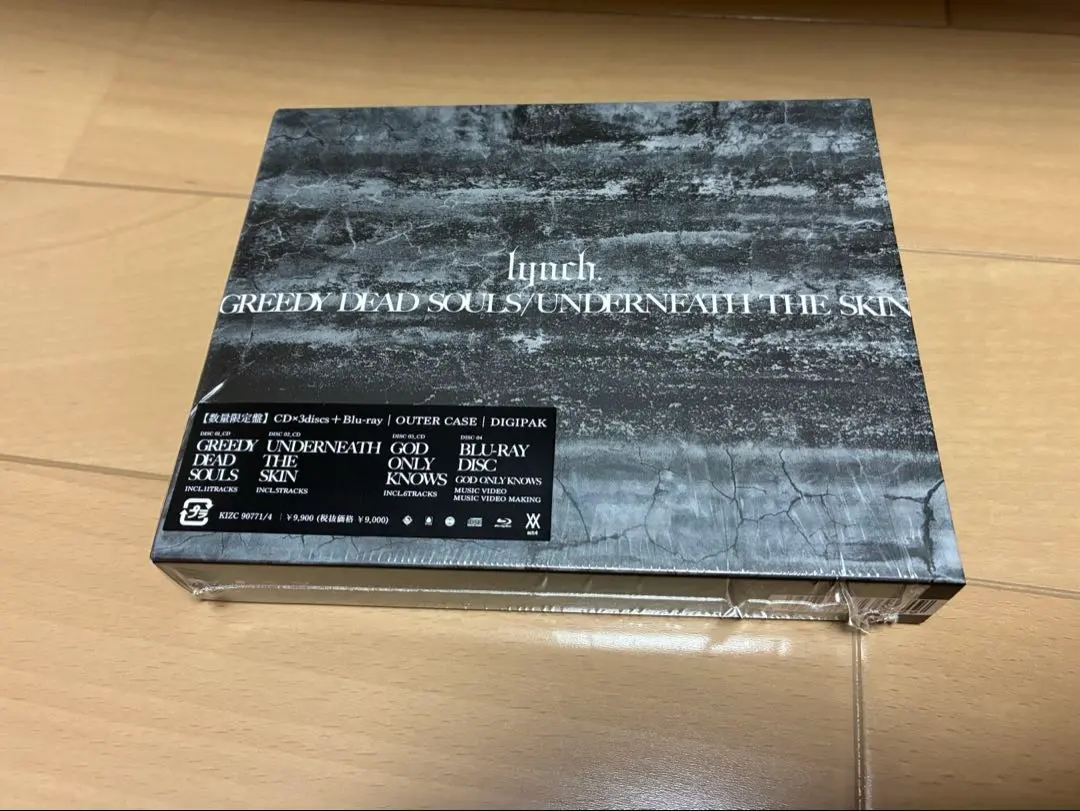 lynch.
GREEDY DEAD SOULS/UNDERNEATH THE SKIN
【数量限定盤】CD×3discs+Blu-ray | OUTER CASE | DIGIPAK
DISC 01_CD
GREEDY
DEAD
SOULS
INCL.11TRACKS
DISC 02_CD
UNDERNEATH
THE
SKIN
INCL.5TRACKS
DISC 03_CD
GOD
ONLY
KNOWS
INCL.6TRACKS
DISC 04
BLU-RAY
DISC
GOD ONLY KNOWS
MUSIC VIDEO
MUSIC VIDEO MAKING
プラ
KIZC 90771/4 | ¥9,900 (税抜価格 ¥9,000)